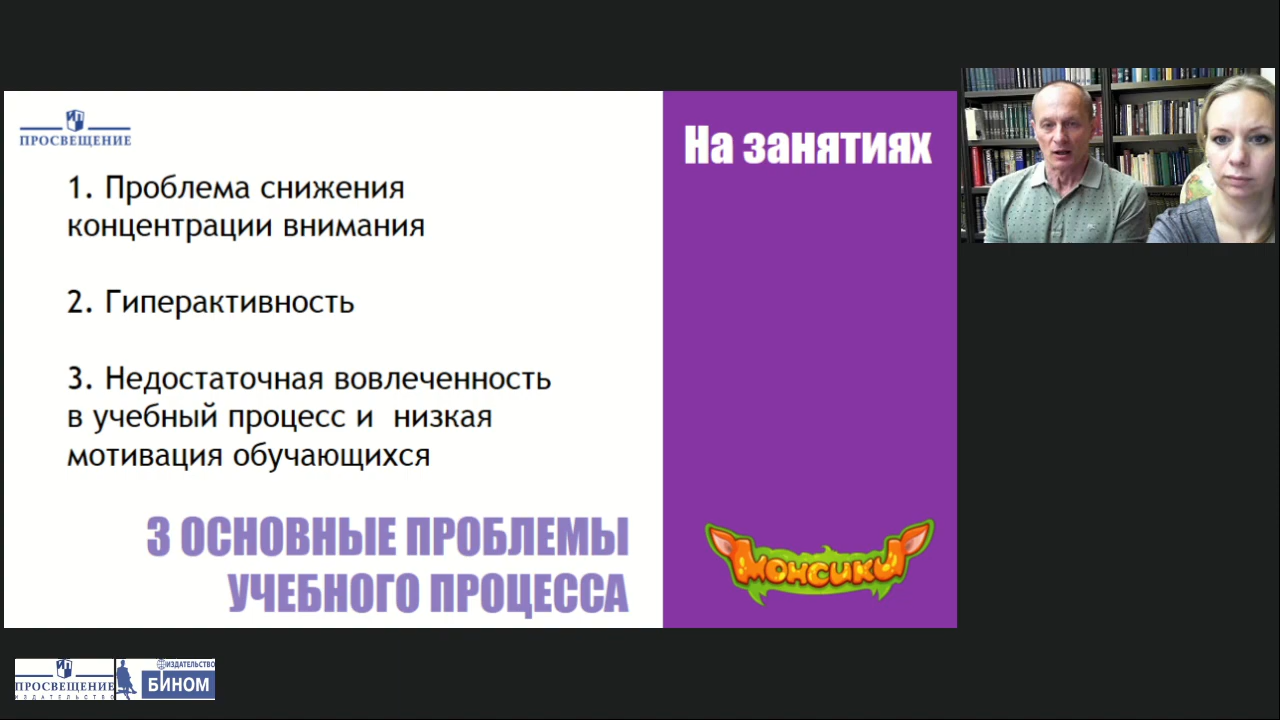 ПРОСВЕЩЕНИЕ
На занятиях
1. Проблема снижения
концентрации внимания
2. Гиперактивность
3. Недостаточная вовлеченность
в учебный процесс и  низкая
мотивация обучающихся
3 ОСНОВНЫЕ ПРОБЛЕМЫ
УЧЕБНОГО ПРОЦЕССА
МОНСИКИ
ПРОСВЕЩЕНИЕ
ИЗДАТЕЛЬСТВО
ИЗДАТЕЛЬСТВО
БИНОМ